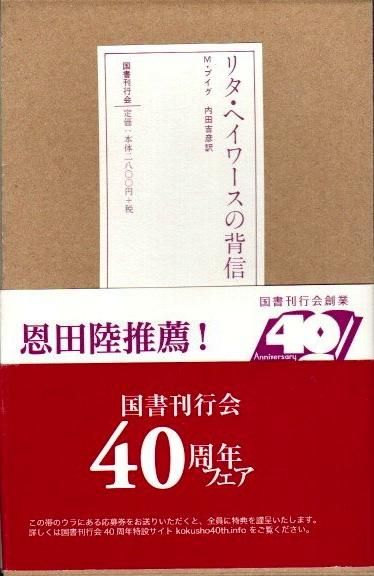 リタ・ヘイワースの背信
M・プイグ 内田吉彦訳
国書刊行会 定価：本体二八〇〇円＋税
国書刊行会創業
40
Anniversary
恩田陸推薦！
国書刊行会
40周年フェア
この帯のウラにある応募券をお送りいただくと、全員に特典を謹呈いたします。
詳しくは国書刊行会40周年特設サイト kokusho40th.info をご覧ください。